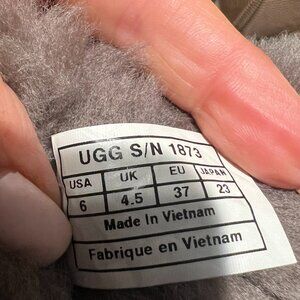 UGG S/N 1873
USA UK EU JAPAN
6 4.5 37 23
Made In Vietnam
Fabrique en Vietnam